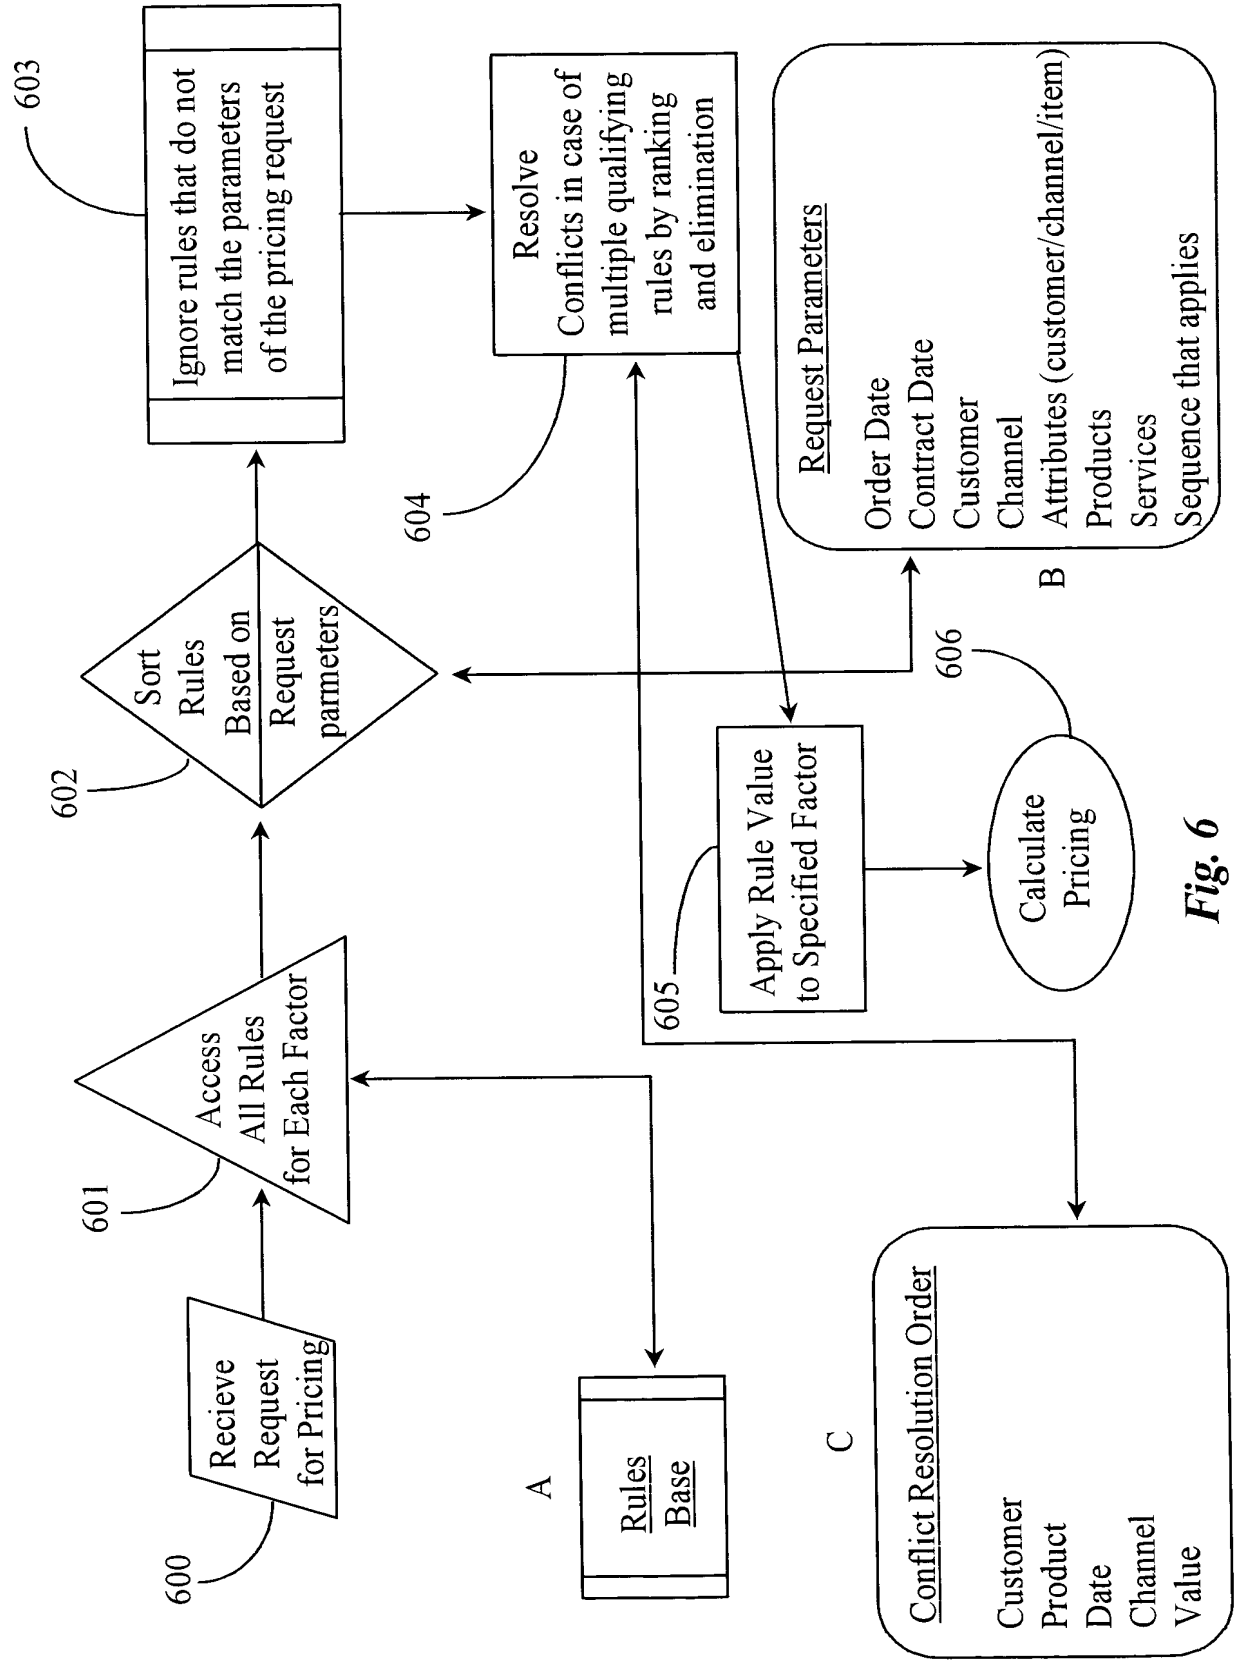 600
Recieve
Request
for Pricing
601
Access
All Rules
for Each Factor
602
Sort
Rules
Based on
Request
parmeters
603
Ignore rules that do not
match the parameters
of the pricing request
604
Resolve
Conflicts in case of
multiple qualifying
rules by ranking
and elimination
A
Rules
Base
605
Apply Rule Value
to Specified Factor
606
Calculate
Pricing
B
Request Parameters
Order Date
Contract Date
Customer
Channel
Attributes (customer/channel/item)
Products
Services
Sequence that applies
C
Conflict Resolution Order
Customer
Product
Date
Channel
Value
Fig. 6